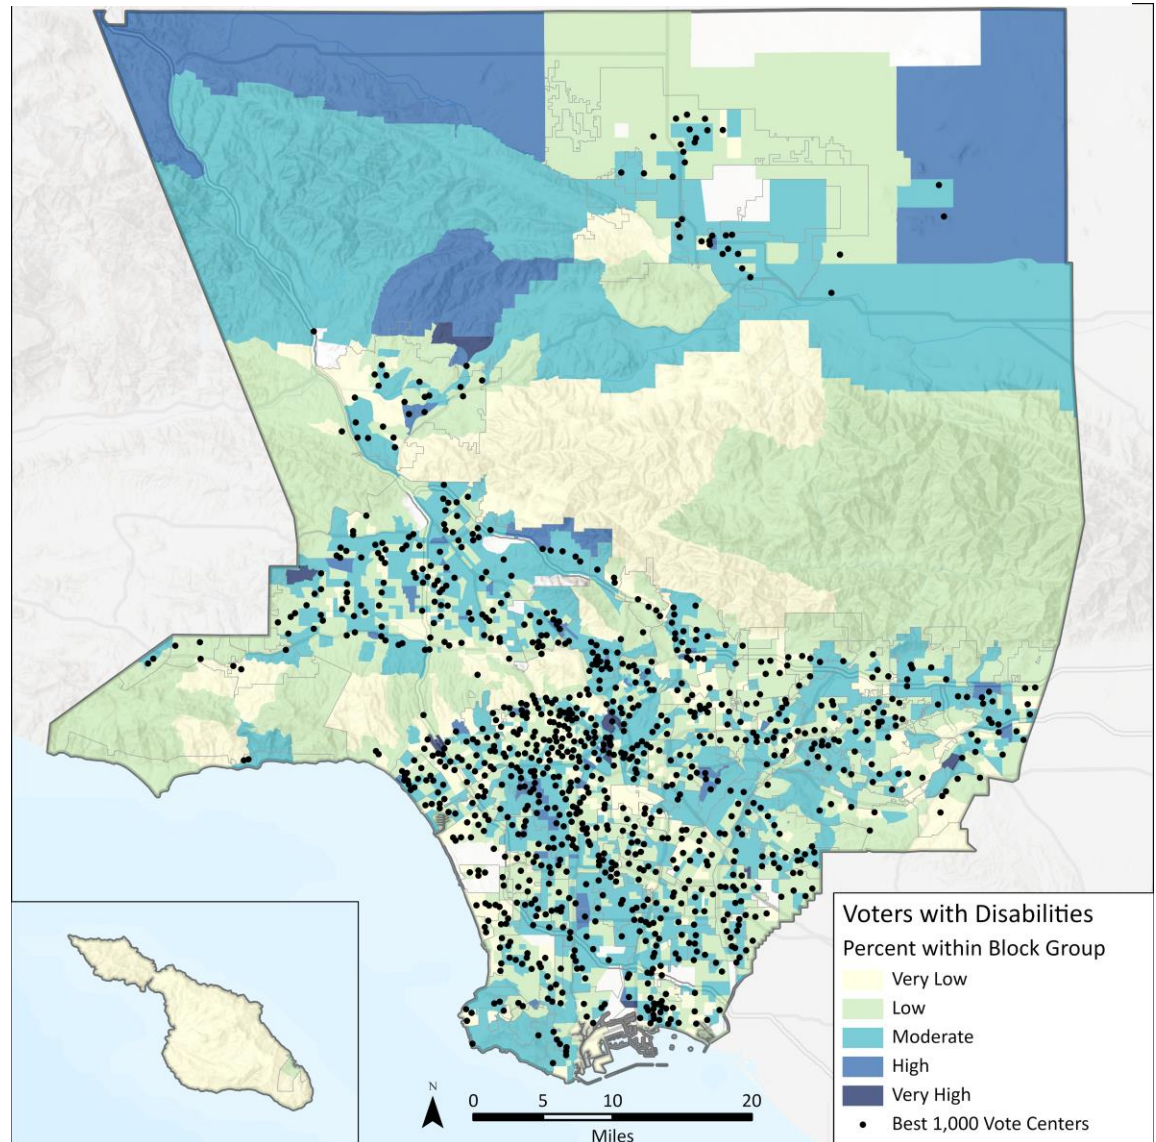 Voters with Disabilities
Percent within Block Group
Very Low
Low
Moderate
High
Very High
Best 1,000 Vote Centers
N
0 5 10 20
Miles